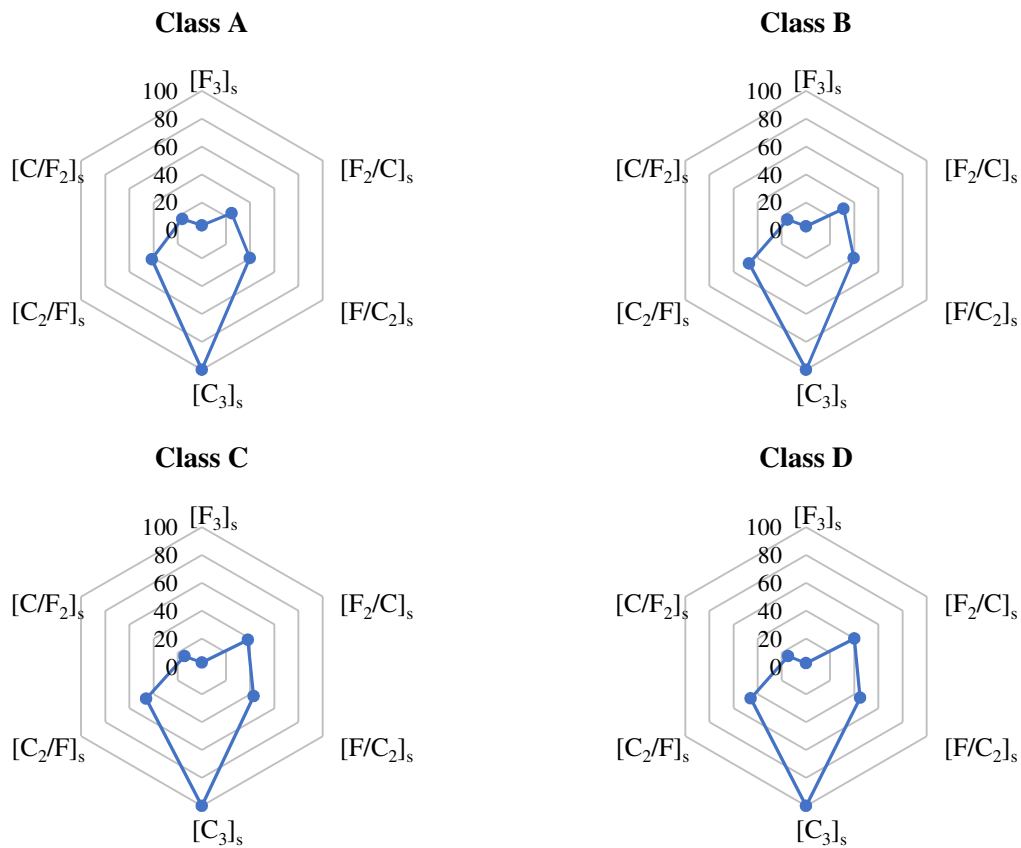 Class A
[F₃]ₛ
100
80
60
40
20
0
[C/F₂]ₛ
[F₂/C]ₛ
[C₂/F]ₛ
[F/C₂]ₛ
[C₃]ₛ
Class B
[F₃]ₛ
100
80
60
40
20
0
[C/F₂]ₛ
[F₂/C]ₛ
[C₂/F]ₛ
[F/C₂]ₛ
[C₃]ₛ
Class C
[F₃]ₛ
100
80
60
40
20
0
[C/F₂]ₛ
[F₂/C]ₛ
[C₂/F]ₛ
[F/C₂]ₛ
[C₃]ₛ
Class D
[F₃]ₛ
100
80
60
40
20
0
[C/F₂]ₛ
[F₂/C]ₛ
[C₂/F]ₛ
[F/C₂]ₛ
[C₃]ₛ